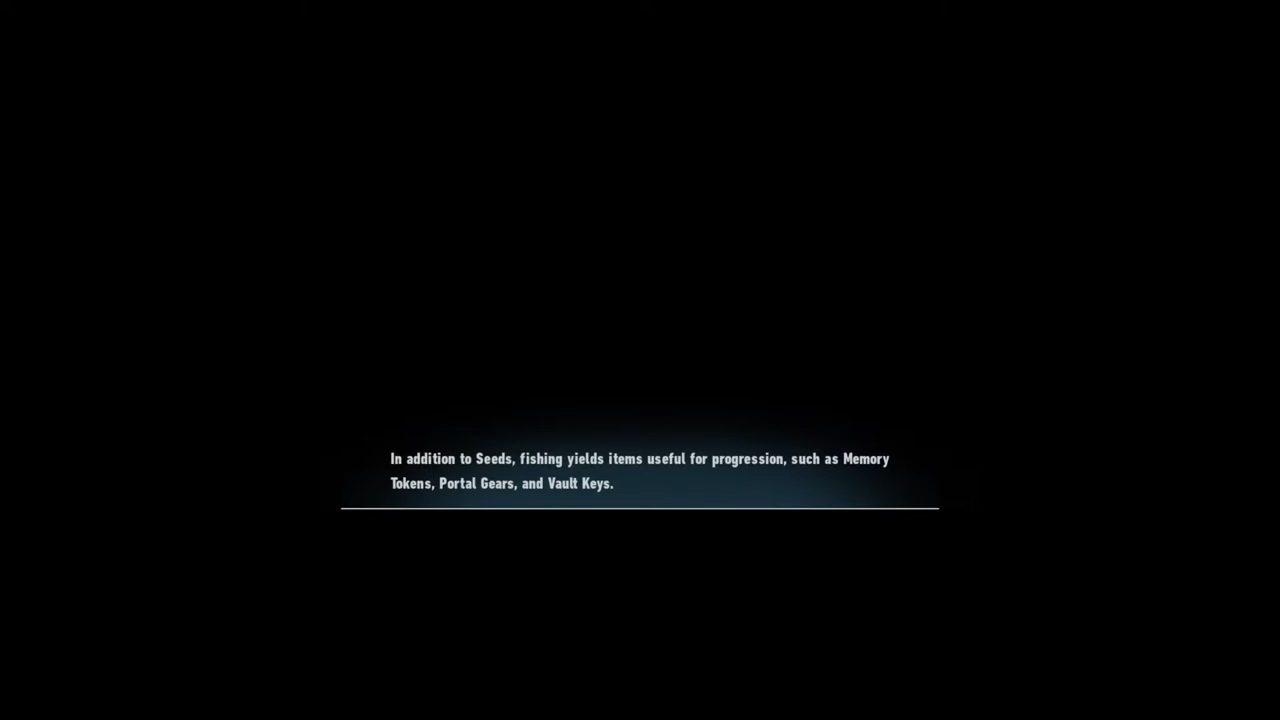 In addition to Seeds, fishing yields items useful for progression, such as Memory
Tokens, Portal Gears, and Vault Keys.